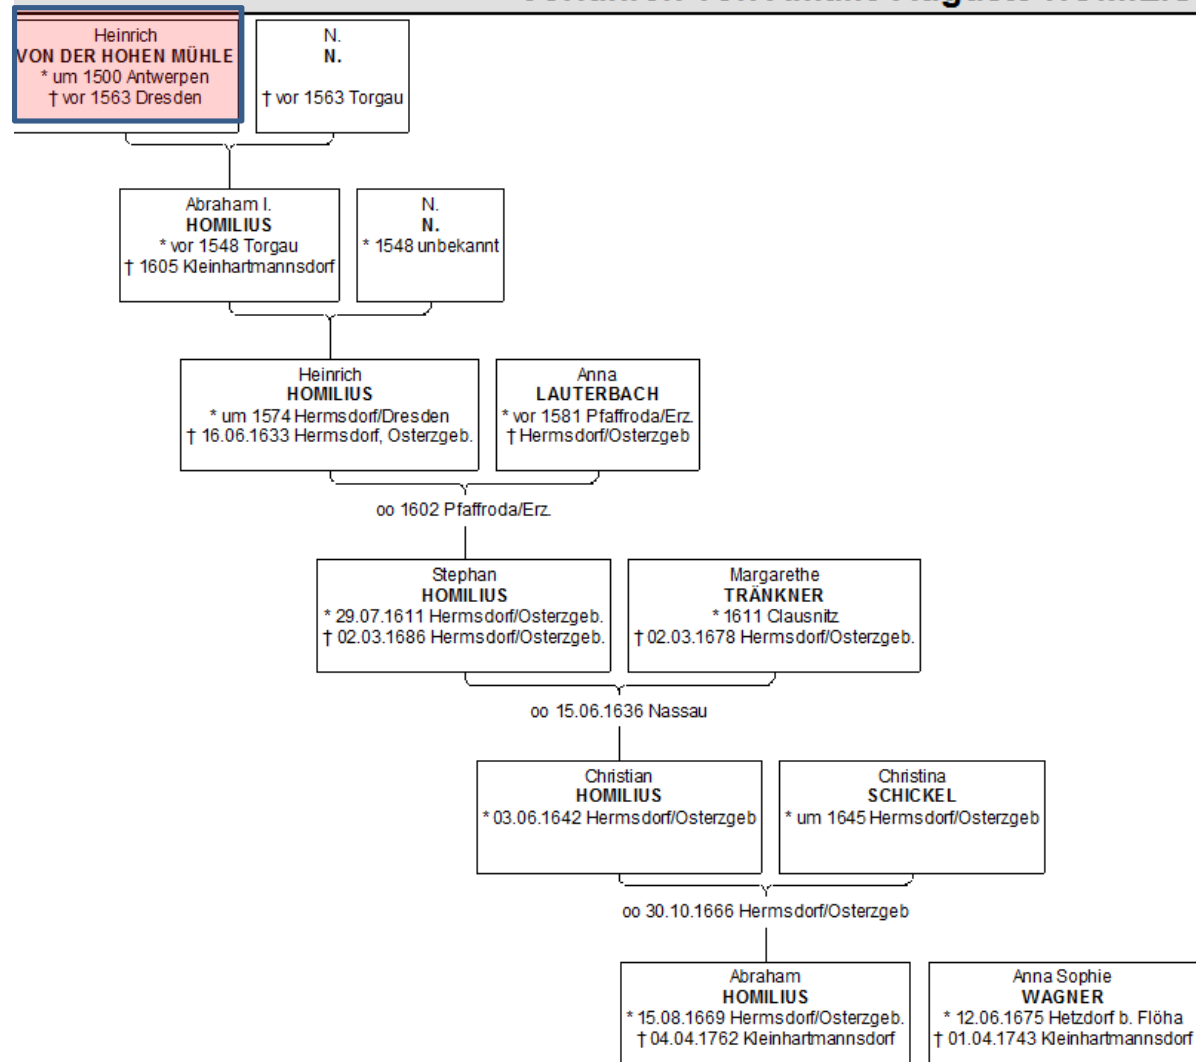 Heinrich
VON DER HOHEN MÜHLE
* um 1500 Antwerpen
† vor 1563 Dresden
N.
N.
† vor 1563 Torgau
Abraham I.
HOMILIUS
* vor 1548 Torgau
† 1605 Kleinhartmannsdorf
N.
N.
* 1548 unbekannt
Heinrich
HOMILIUS
* um 1574 Hermsdorf/Dresden
† 16.06.1633 Hermsdorf, Osterzgeb.
Anna
LAUTERBACH
* vor 1581 Pfaffroda/Erz.
† Hermsdorf/Osterzgeb
oo 1602 Pfaffroda/Erz.
Stephan
HOMILIUS
* 29.07.1611 Hermsdorf/Osterzgeb.
† 02.03.1686 Hermsdorf/Osterzgeb.
Margarethe
TRÄNKNER
* 1611 Clausnitz
† 02.03.1678 Hermsdorf/Osterzgeb.
oo 15.06.1636 Nassau
Christian
HOMILIUS
* 03.06.1642 Hermsdorf/Osterzgeb
Christina
SCHICKEL
* um 1645 Hermsdorf/Osterzgeb
oo 30.10.1666 Hermsdorf/Osterzgeb
Abraham
HOMILIUS
* 15.08.1669 Hermsdorf/Osterzgeb.
† 04.04.1762 Kleinhartmannsdorf
Anna Sophie
WAGNER
* 12.06.1675 Hetzdorf b. Flöha
† 01.04.1743 Kleinhartmannsdorf